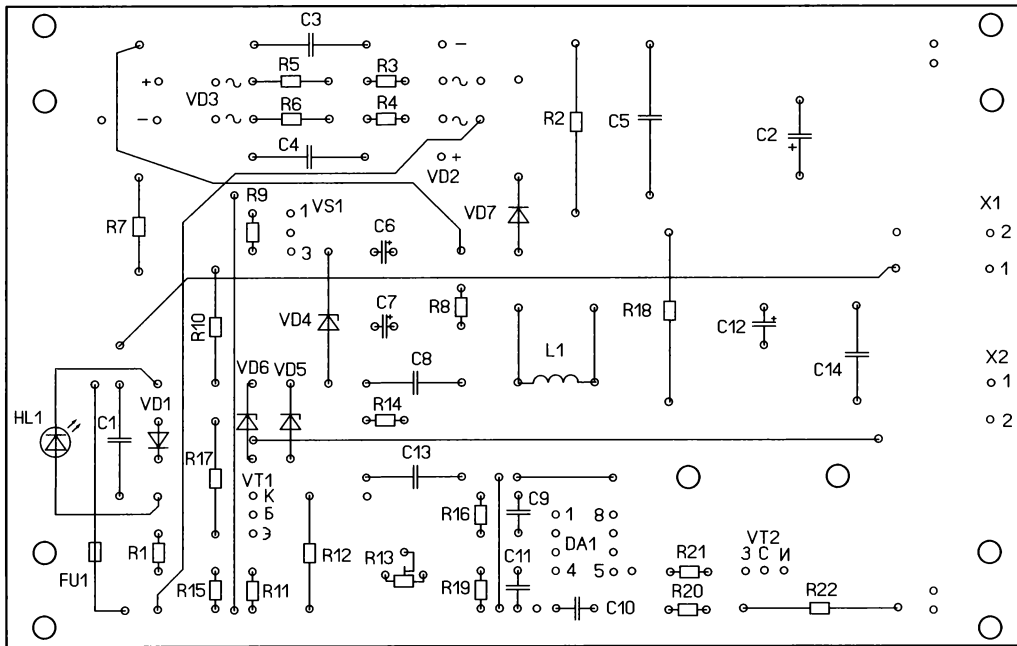 C3
−
R5 R3
+ ~ VD3 ~
R6 R4
− ~ ~
R2 C5 C2
C4
+
VD2
R7 R9 1 VS1 C6 VD7 X1
2
3
1
R10 VD4 C7 R8 L1 R18 C12 C14
VD6 VD5 C8 X2
1
HL1 C1 VD1 R14 2
R17 C13
VT1
К
Б
Э
R16 C9 1 8
DA1
VT2
FU1 R1 R12 R13 C11 4 5 R21 З С И
R15 R11 R19 C10 R20 R22